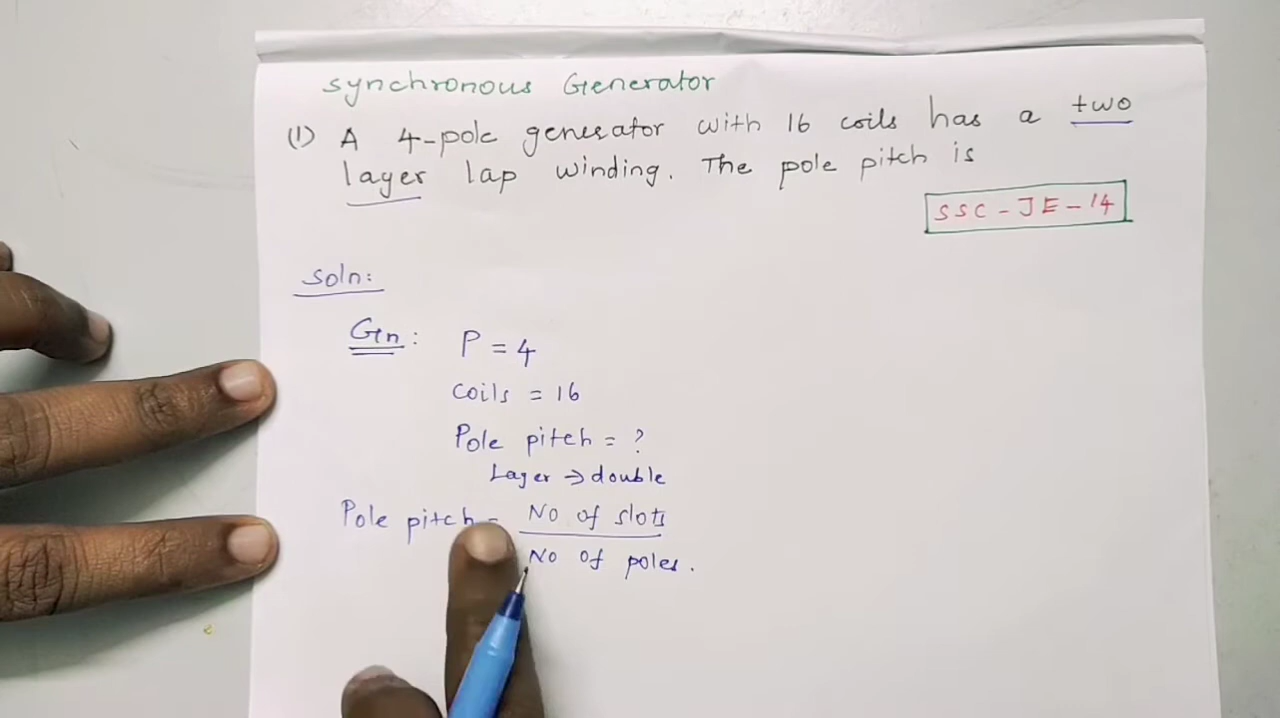 Synchronous Generator
(1) A 4-pole generator with 16 coils has a two
layer lap winding. The pole pitch is
SSC-JE-14
Soln:
Gn: P = 4
coils = 16
Pole pitch = ?
Layer → double
Pole pitch = No of slots
No of poles.